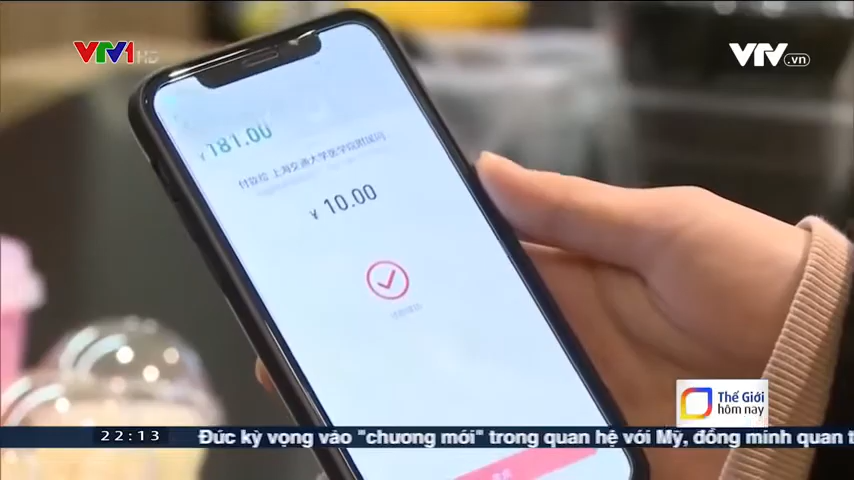 VTV1 HD
VTV.vn
¥181.00
付款给 上海交通大学医学院附属同
¥ 10.00
Thế Giới
hôm nay
22:13 Đức kỳ vọng vào "chương mới" trong quan hệ với Mỹ, đồng minh quan t